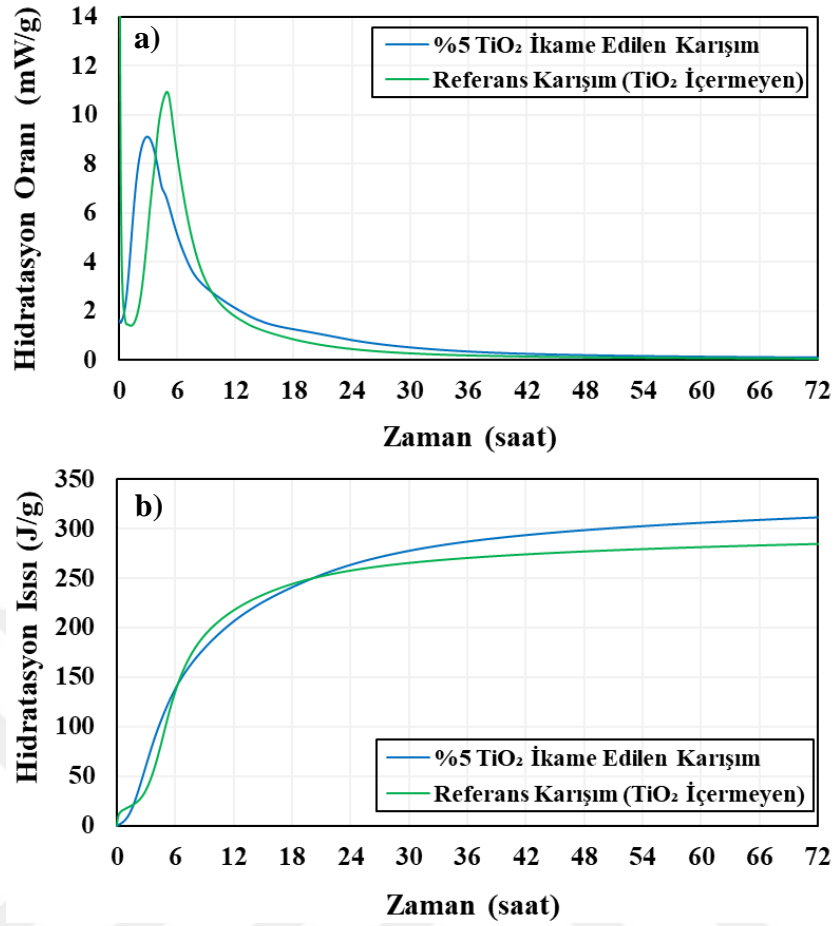 a)
%5 TiO₂ İkame Edilen Karışım
Referans Karışım (TiO₂ İçermeyen)
Hidratasyon Oranı (mW/g)
14
12
10
8
6
4
2
0
0 6 12 18 24 30 36 42 48 54 60 66 72
Zaman (saat)
b)
Hidratasyon Isısı (J/g)
350
300
250
200
150
100
50
0
%5 TiO₂ İkame Edilen Karışım
Referans Karışım (TiO₂ İçermeyen)
0 6 12 18 24 30 36 42 48 54 60 66 72
Zaman (saat)